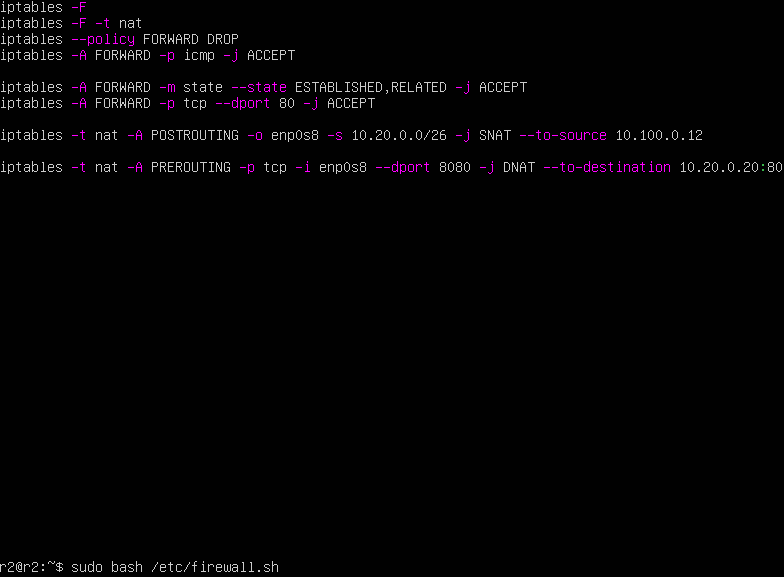 iptables -F
iptables -F -t nat
iptables --policy FORWARD DROP
iptables -A FORWARD -p icmp -j ACCEPT
iptables -A FORWARD -m state --state ESTABLISHED,RELATED -j ACCEPT
iptables -A FORWARD -p tcp --dport 80 -j ACCEPT
iptables -t nat -A POSTROUTING -o enp0s8 -s 10.20.0.0/26 -j SNAT --to-source 10.100.0.12
iptables -t nat -A PREROUTING -p tcp -i enp0s8 --dport 8080 -j DNAT --to-destination 10.20.0.20:80
r2@r2:~$ sudo bash /etc/firewall.sh